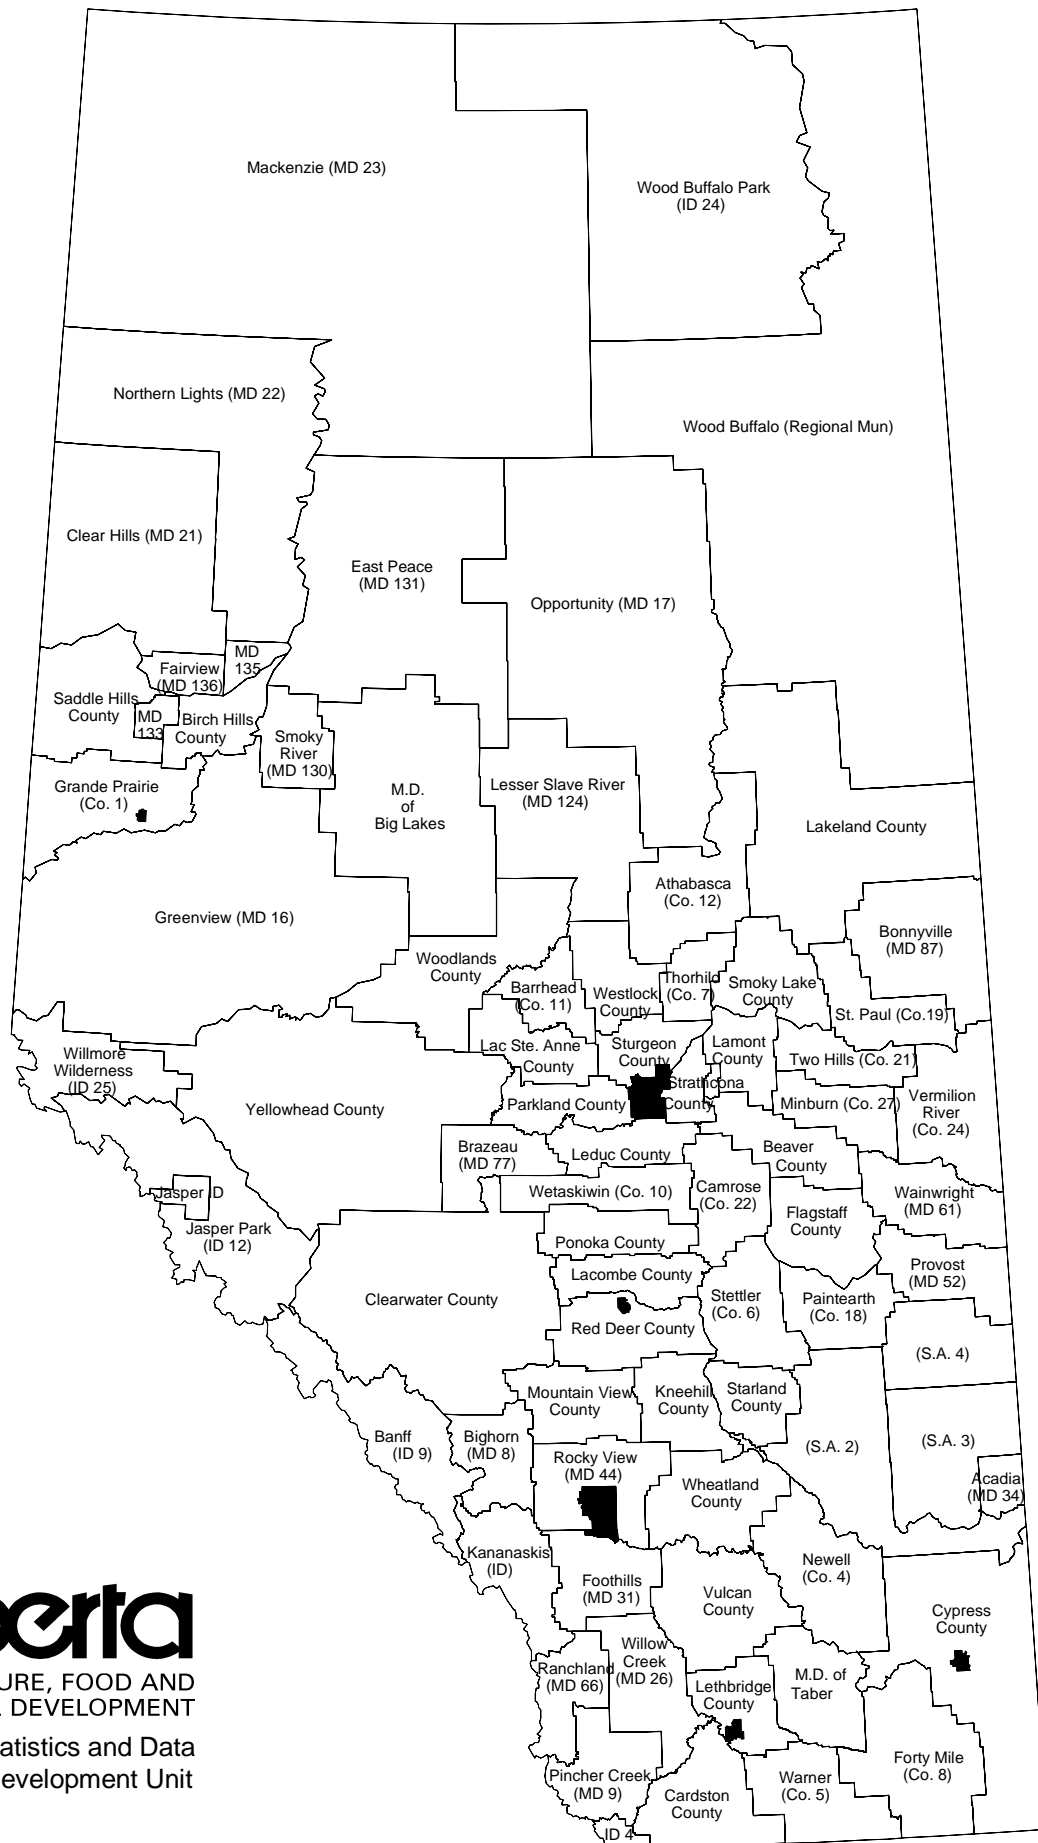 Mackenzie (MD 23)
Wood Buffalo Park
(ID 24)
Northern Lights (MD 22)
Wood Buffalo (Regional Mun)
Clear Hills (MD 21)
East Peace
(MD 131)
Opportunity (MD 17)
MD
135
Fairview
(MD 136)
Saddle Hills
County
MD
133
Birch Hills
County
Smoky
River
(MD 130)
Grande Prairie
(Co. 1)
M.D.
of
Big Lakes
Lesser Slave River
(MD 124)
Lakeland County
Athabasca
(Co. 12)
Greenview (MD 16)
Bonnyville
(MD 87)
Woodlands
County
Barrhead
(Co. 11)
Westlock
County
Thorhild
(Co. 7)
Smoky Lake
County
St. Paul (Co.19)
Willmore
Wilderness
(ID 25)
Lac Ste. Anne
County
Sturgeon
County
Lamont
County
Two Hills (Co. 21)
Yellowhead County
Parkland County
Strathcona
County
Minburn (Co. 27)
Vermilion
River
(Co. 24)
Brazeau
(MD 77)
Leduc County
Beaver
County
Jasper ID
Wetaskiwin (Co. 10)
Camrose
(Co. 22)
Wainwright
(MD 61)
Jasper Park
(ID 12)
Flagstaff
County
Ponoka County
Provost
(MD 52)
Clearwater County
Lacombe County
Stettler
(Co. 6)
Paintearth
(Co. 18)
Red Deer County
(S.A. 4)
Mountain View
County
Kneehill
County
Starland
County
Banff
(ID 9)
Bighorn
(MD 8)
(S.A. 2)
(S.A. 3)
Rocky View
(MD 44)
Wheatland
County
Acadia
(MD 34)
Kananaskis
(ID)
Newell
(Co. 4)
Foothills
(MD 31)
Vulcan
County
Cypress
County
Willow
Creek
(MD 26)
Ranchland
(MD 66)
Lethbridge
County
M.D. of
Taber
Forty Mile
(Co. 8)
Pincher Creek
(MD 9)
Cardston
County
Warner
(Co. 5)
ID 4
berta
URE, FOOD AND
L DEVELOPMENT
atistics and Data
evelopment Unit